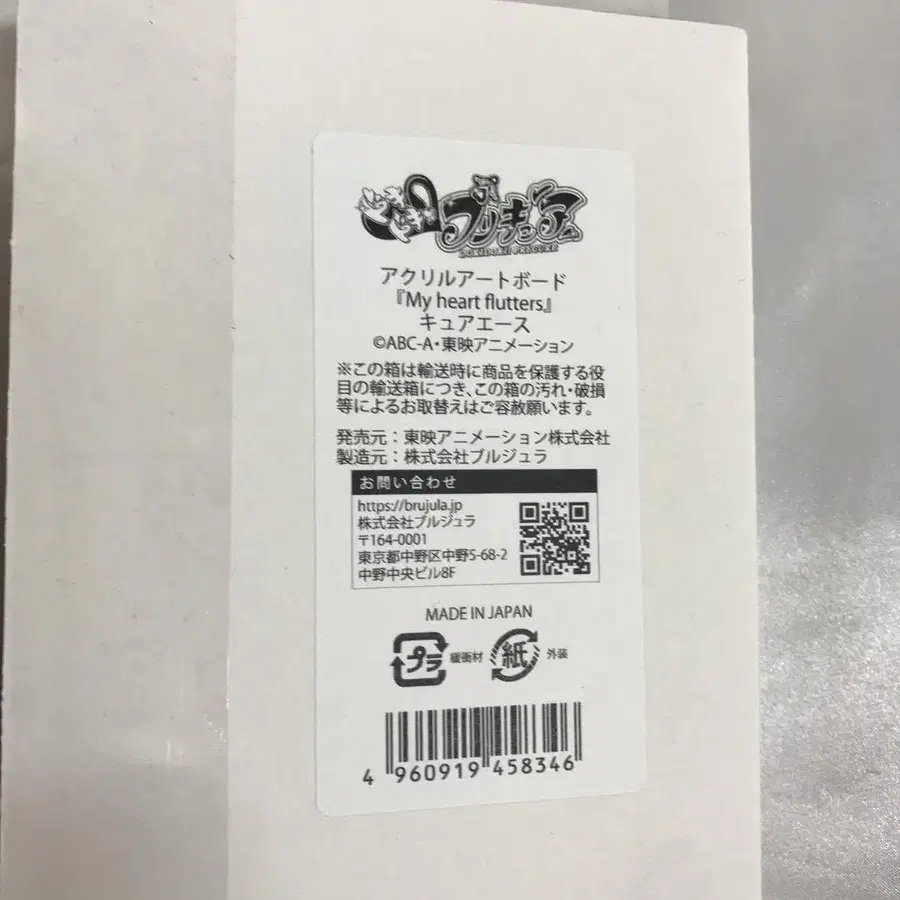 ドキドキ!プリキュア
DOKIDOKI! PRECURE
アクリルアートボード
『My heart flutters』
キュアエース
©ABC-A・東映アニメーション
※この箱は輸送時に商品を保護する役
目の輸送箱につき、この箱の汚れ・破損
等によるお取替えはご容赦願います。
発売元：東映アニメーション株式会社
製造元：株式会社ブルジュラ
お問い合わせ
https://brujula.jp
株式会社ブルジュラ
〒164-0001
東京都中野区中野5-68-2
中野中央ビル8F
MADE IN JAPAN
プラ 緩衝材 紙 外装
4 960919 458346